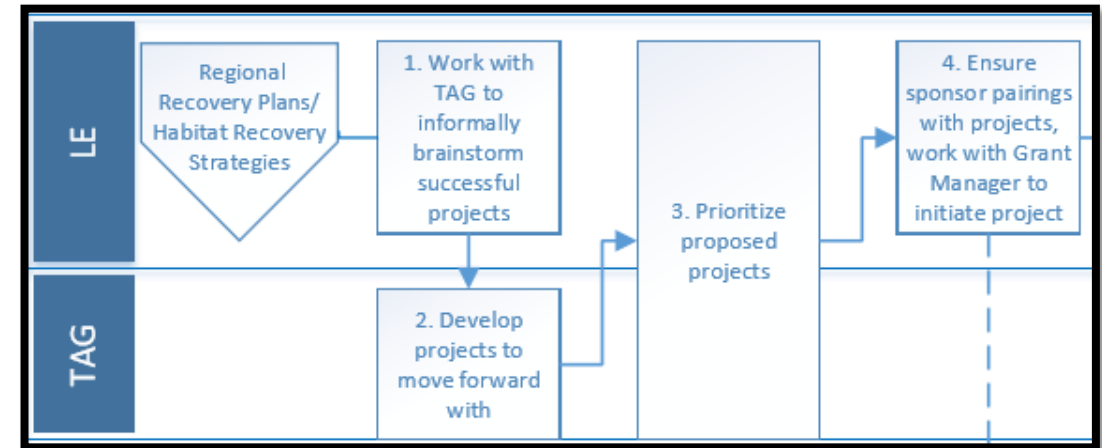 LE
Regional
Recovery Plans/
Habitat Recovery
Strategies
1. Work with
TAG to
informally
brainstorm
successful
projects
3. Prioritize
proposed
projects
4. Ensure
sponsor pairings
with projects,
work with Grant
Manager to
initiate project
TAG
2. Develop
projects to
move forward
with